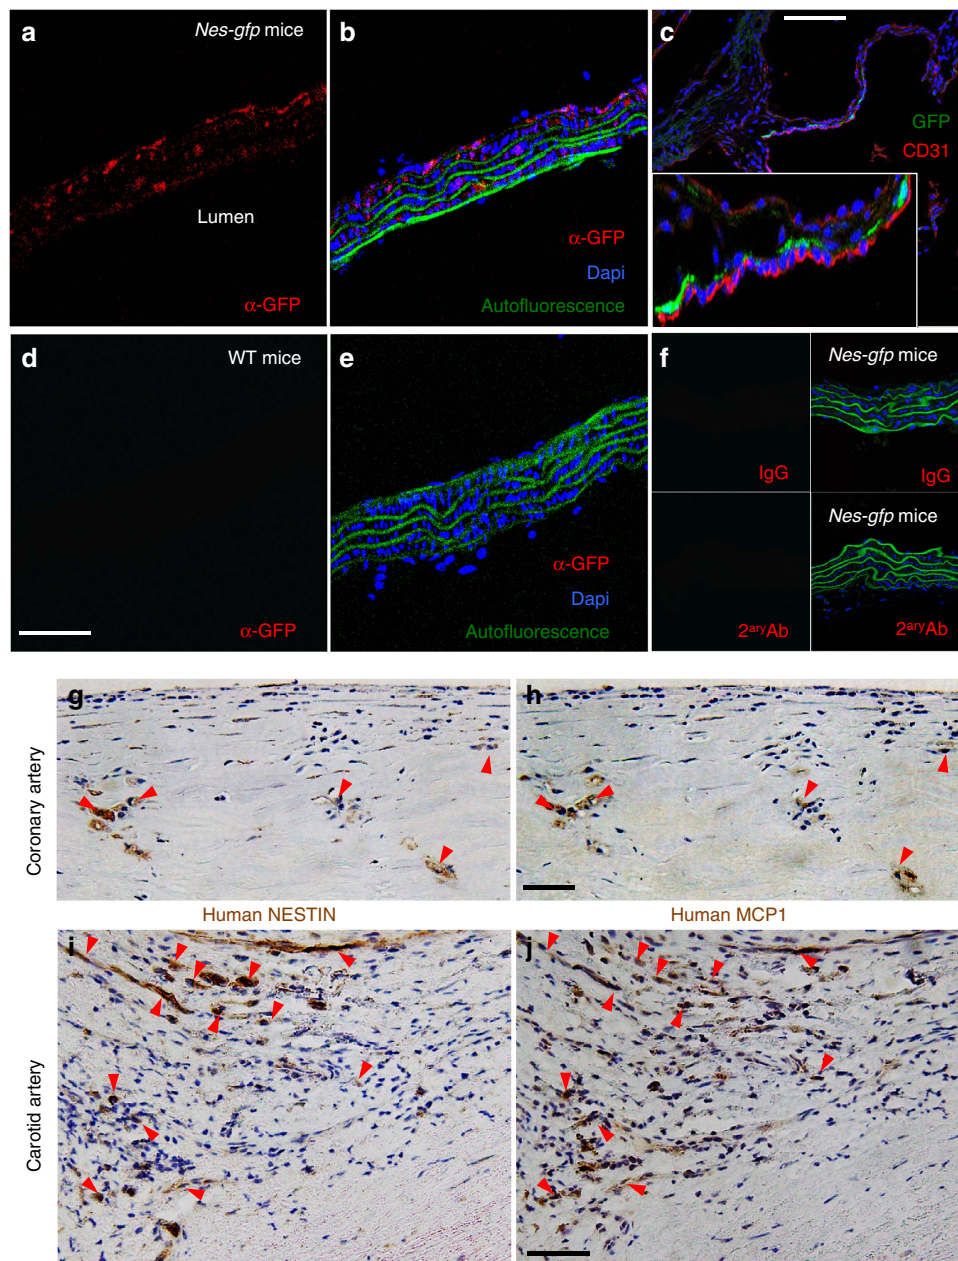 a
Nes-gfp mice
Lumen
α-GFP
b
α-GFP
Dapi
Autofluorescence
c
GFP
CD31
d
WT mice
α-GFP
e
α-GFP
Dapi
Autofluorescence
f
IgG
Nes-gfp mice
IgG
2aryAb
Nes-gfp mice
2aryAb
Coronary artery
g
h
Human NESTIN
Human MCP1
Carotid artery
i
j